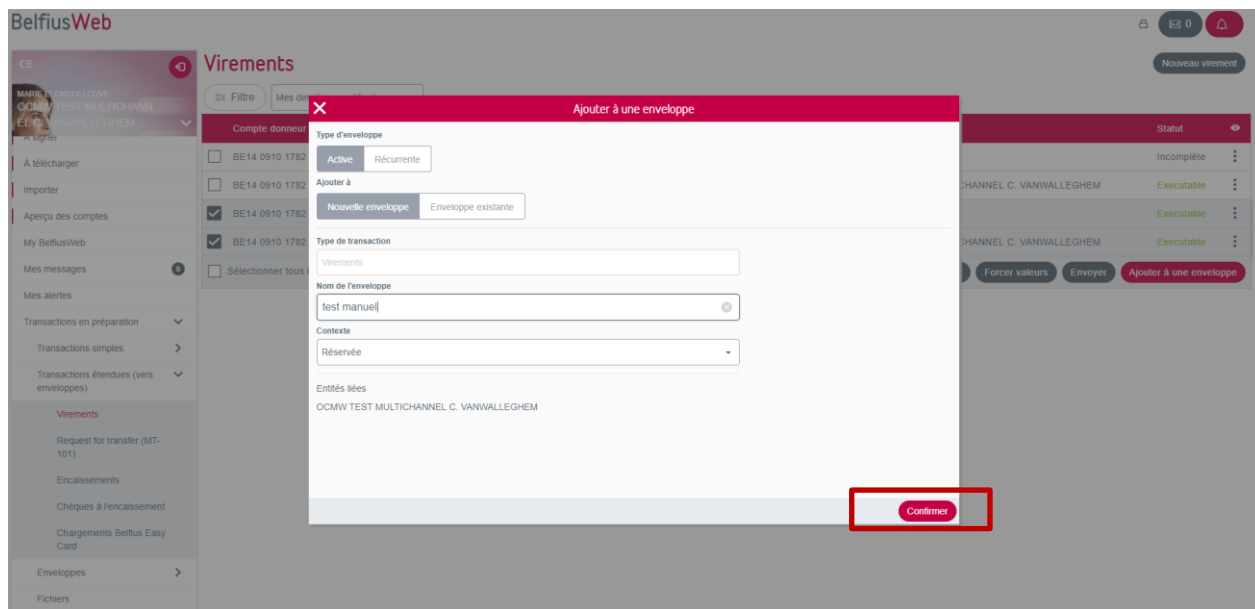 BelfiusWeb
0
Virements
Nouveau virement
Filtre
Compte donneur
Statut
BE14 0910 1782
Incomplète
BE14 0910 1782
CHANNEL C. VANWALLEGHEM
Executable
BE14 0910 1782
Executable
BE14 0910 1782
CHANNEL C. VANWALLEGHEM
Executable
Sélectionner tous
Forcer valeurs
Envoyer
Ajouter à une enveloppe
OCMW TEST MULTICHANN...
EL C. VANWALLEGHEM
A signer
À télécharger
Importer
Aperçu des comptes
My BelfiusWeb
Mes messages
0
Mes alertes
Transactions en préparation
Transactions simples
Transactions étendues (vers
enveloppes)
Virements
Request for transfer (MT-
101)
Encaissements
Chèques à l'encaissement
Chargements Belfius Easy
Card
Enveloppes
Fichiers
Ajouter à une enveloppe
Type d'enveloppe
Active
Récurrente
Ajouter à
Nouvelle enveloppe
Enveloppe existante
Type de transaction
Virements
Nom de l'enveloppe
test manuel
Contexte
Réservée
Entités liées
OCMW TEST MULTICHANNEL C. VANWALLEGHEM
Confirmer